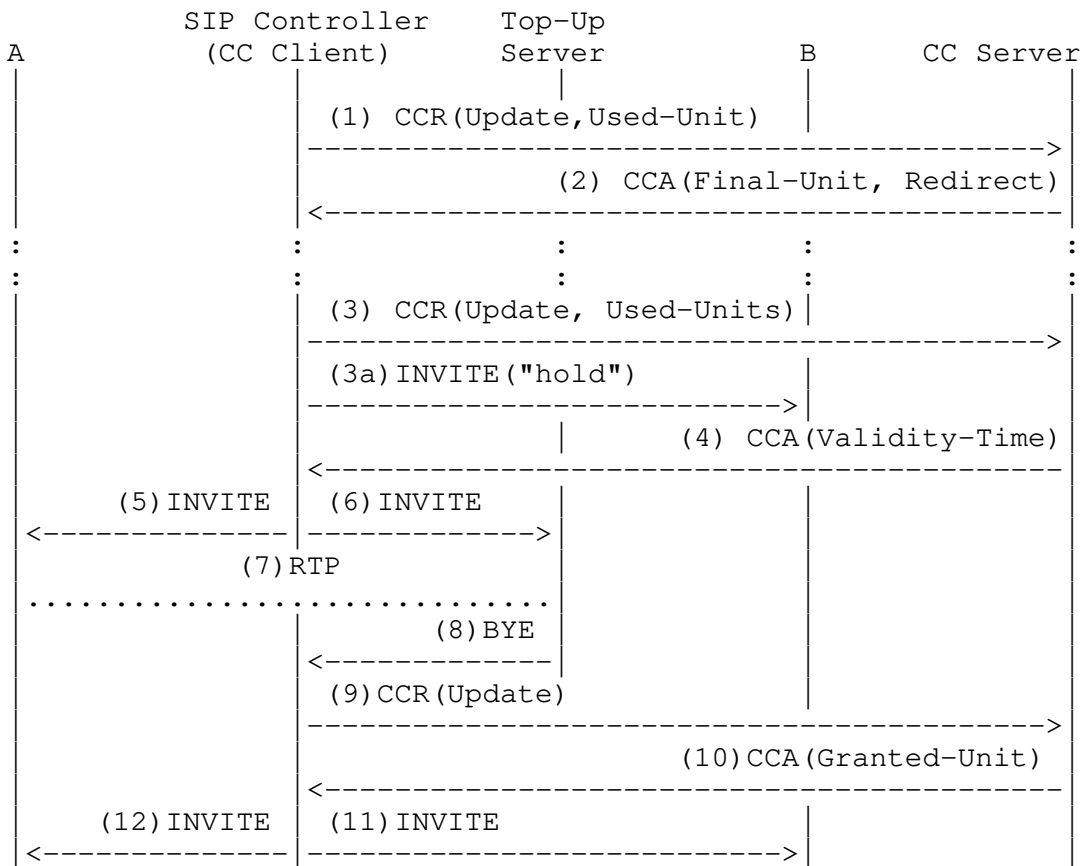 SIP Controller Top-Up
A (CC Client) Server B CC Server
(1) CCR(Update,Used-Unit)
(2) CCA(Final-Unit, Redirect)
(3) CCR(Update, Used-Units)
(3a)INVITE("hold")
(4) CCA(Validity-Time)
(5)INVITE (6)INVITE
(7)RTP
(8)BYE
(9)CCR(Update)
(10)CCA(Granted-Unit)
(12)INVITE (11)INVITE